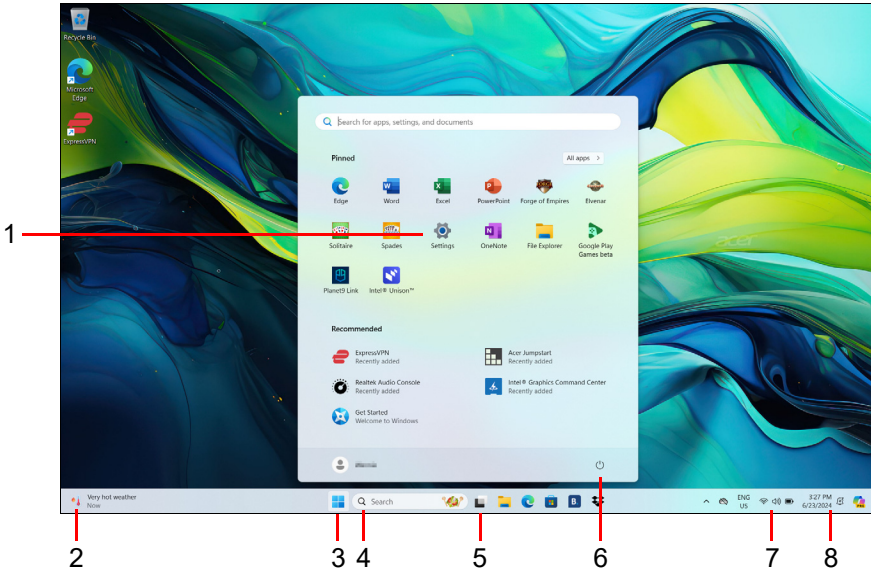 Recycle Bin
Microsoft
Edge
ExpressVPN
Search for apps, settings, and documents
Pinned
All apps >
Edge
Word
Excel
PowerPoint
Forge of Empires
Elvenar
Solitaire
Spades
Settings
OneNote
File Explorer
Google Play
Games beta
Planet9 Link
Intel® Unison™
acer
Recommended
ExpressVPN
Recently added
Acer Jumpstart
Recently added
Realtek Audio Console
Recently added
Intel® Graphics Command Center
Recently added
Get Started
Welcome to Windows
Very hot weather
Now
Search
B.
ENG
US
3:27 PM
6/23/2024
1
2
3
4
5
6
7
8